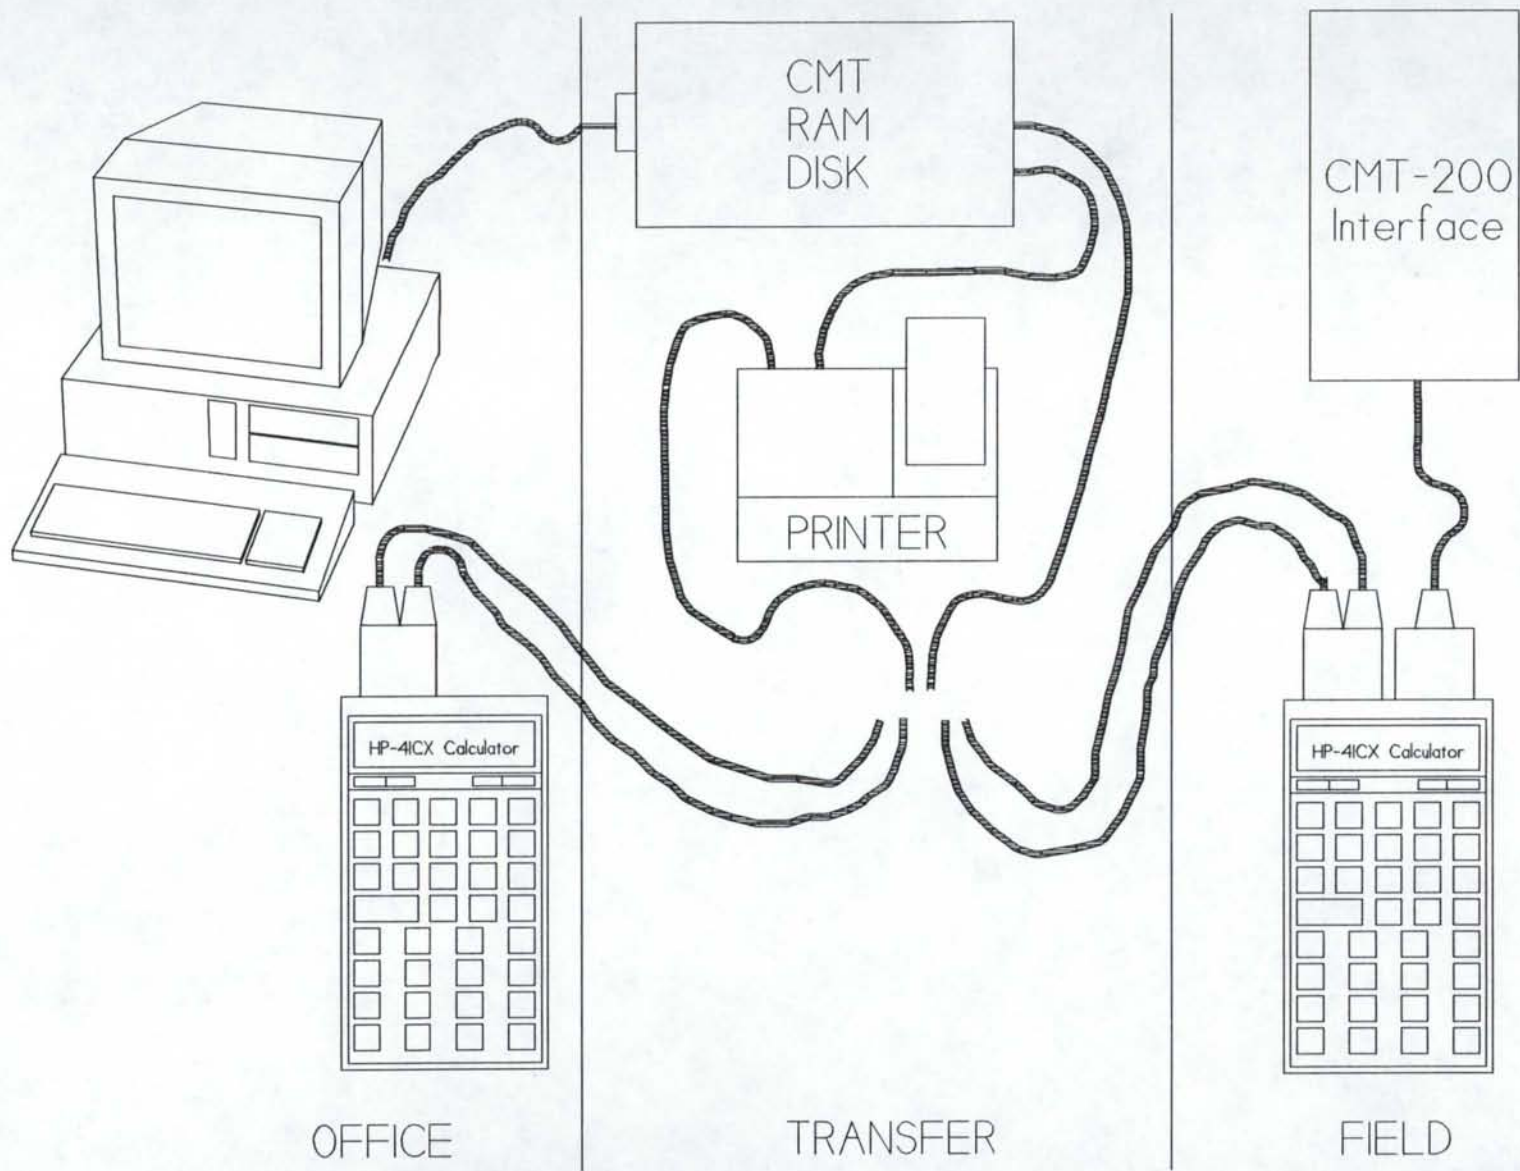 CMT
RAM
DISK
CMT-200
Interface
PRINTER
HP-41CX Calculator
HP-41CX Calculator
OFFICE
TRANSFER
FIELD